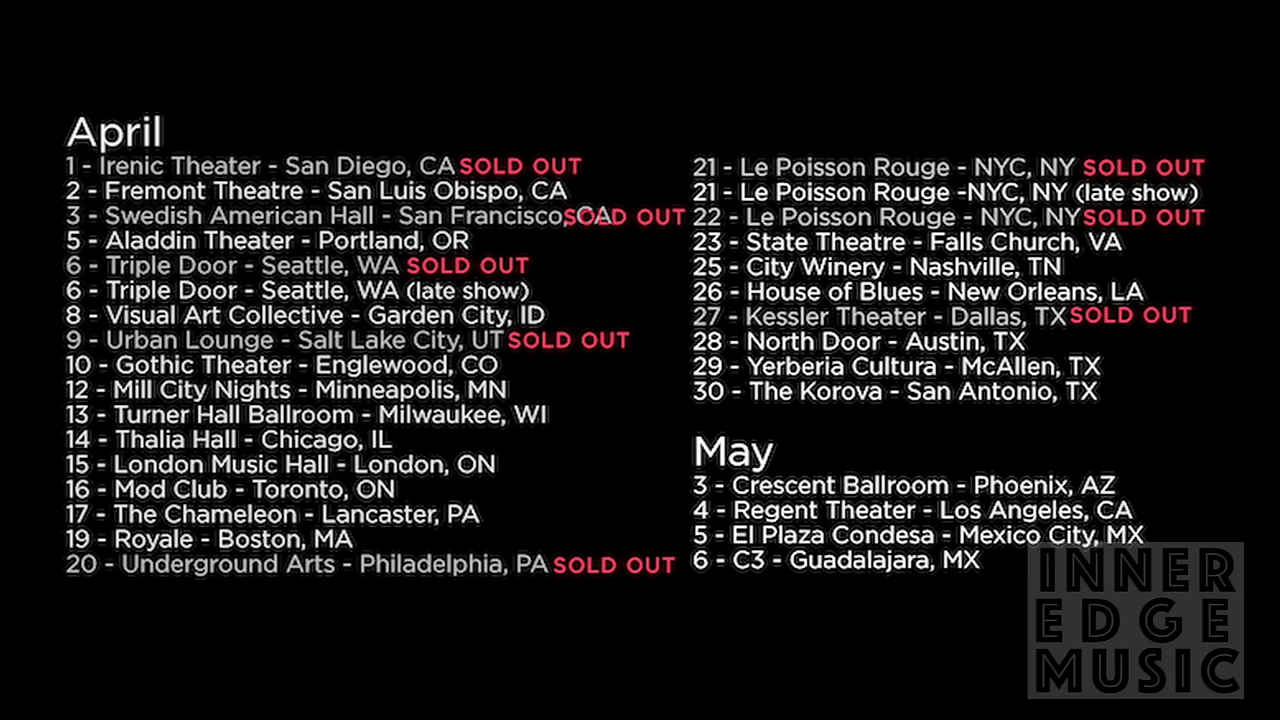 April
1 - Irenic Theater - San Diego, CA SOLD OUT
2 - Fremont Theatre - San Luis Obispo, CA
3 - Swedish American Hall - San Francisco, CA SOLD OUT
5 - Aladdin Theater - Portland, OR
6 - Triple Door - Seattle, WA SOLD OUT
6 - Triple Door - Seattle, WA (late show)
8 - Visual Art Collective - Garden City, ID
9 - Urban Lounge - Salt Lake City, UT SOLD OUT
10 - Gothic Theater - Englewood, CO
12 - Mill City Nights - Minneapolis, MN
13 - Turner Hall Ballroom - Milwaukee, WI
14 - Thalia Hall - Chicago, IL
15 - London Music Hall - London, ON
16 - Mod Club - Toronto, ON
17 - The Chameleon - Lancaster, PA
19 - Royale - Boston, MA
20 - Underground Arts - Philadelphia, PA SOLD OUT
21 - Le Poisson Rouge - NYC, NY SOLD OUT
21 - Le Poisson Rouge -NYC, NY (late show)
22 - Le Poisson Rouge - NYC, NY SOLD OUT
23 - State Theatre - Falls Church, VA
25 - City Winery - Nashville, TN
26 - House of Blues - New Orleans, LA
27 - Kessler Theater - Dallas, TX SOLD OUT
28 - North Door - Austin, TX
29 - Yerberia Cultura - McAllen, TX
30 - The Korova - San Antonio, TX
May
3 - Crescent Ballroom - Phoenix, AZ
4 - Regent Theater - Los Angeles, CA
5 - El Plaza Condesa - Mexico City, MX
6 - C3 - Guadalajara, MX
INNER
EDGE
MUSIC